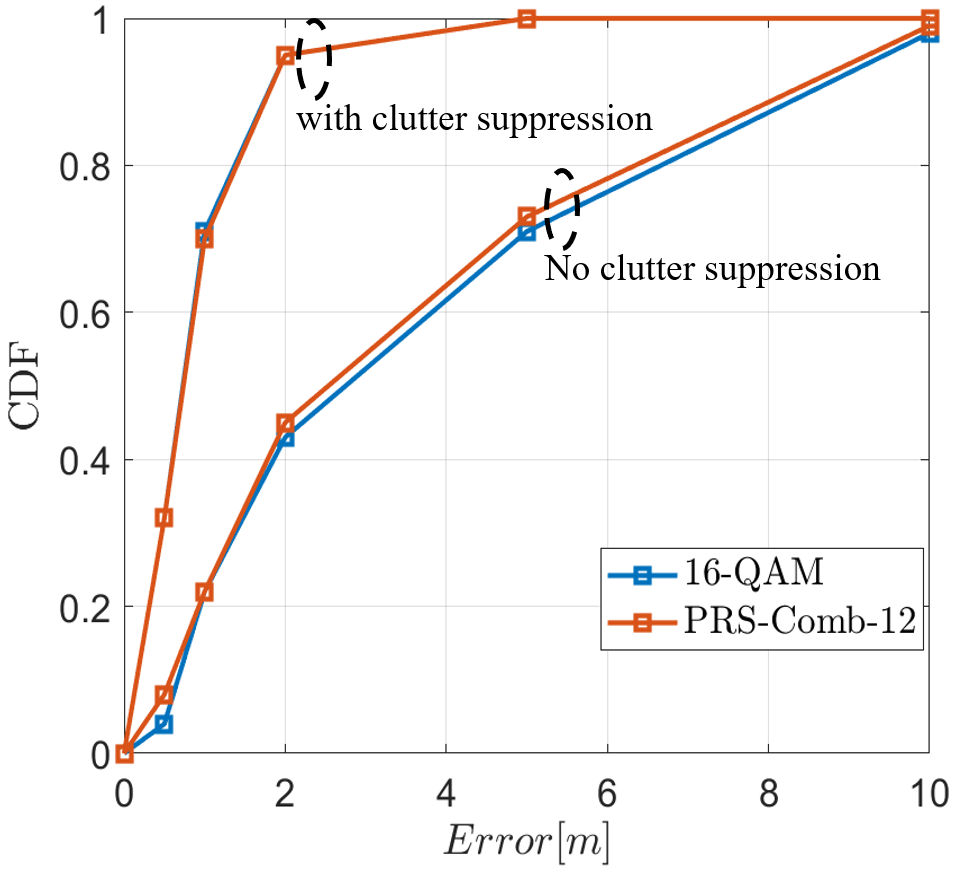 1
with clutter suppression
0.8
No clutter suppression
0.6
CDF
0.4
16-QAM
PRS-Comb-12
0.2
0
0 2 4 6 8 10
Error[m]